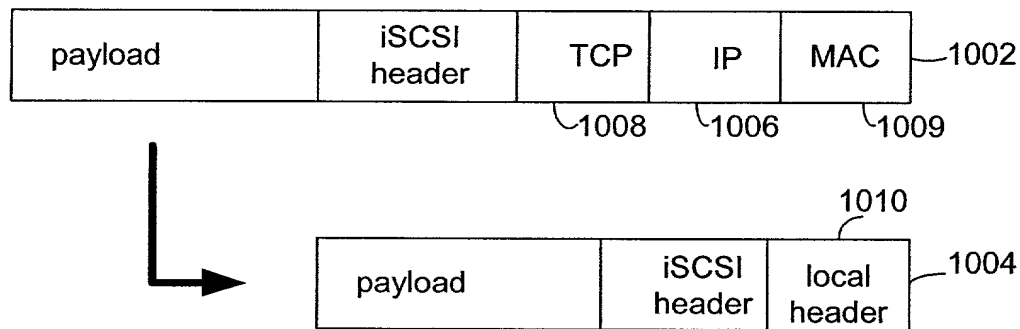 payload
iSCSI
header
TCP
IP
MAC
1002
1008
1006
1009
1010
payload
iSCSI
header
local
header
1004